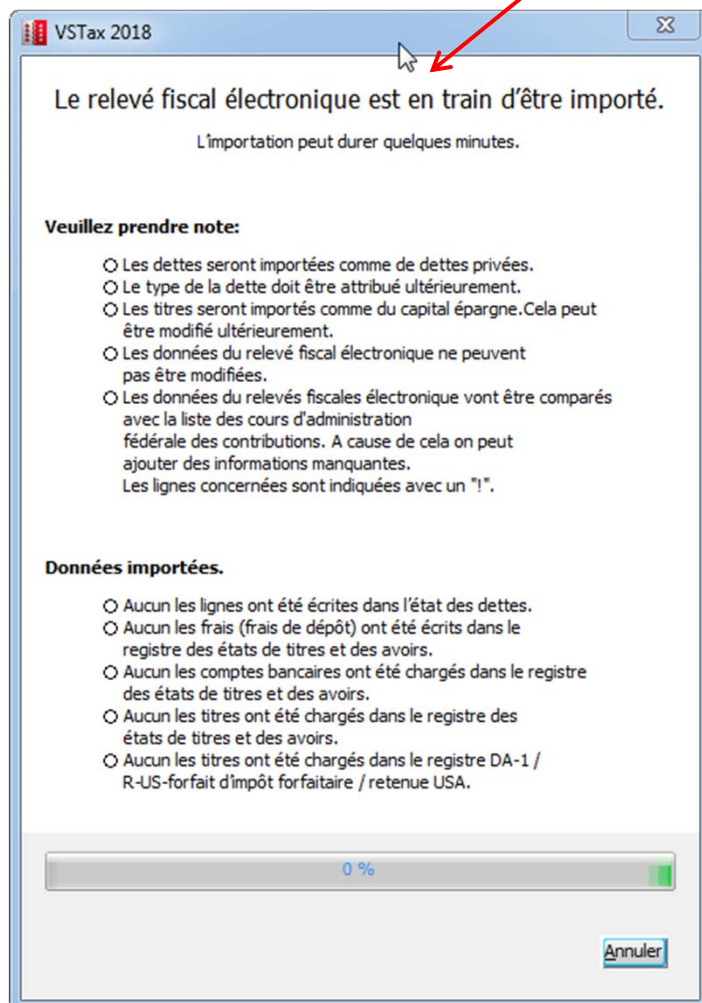 VSTax 2018
Le relevé fiscal électronique est en train d'être importé.
L'importation peut durer quelques minutes.
Veuillez prendre note:
Les dettes seront importées comme de dettes privées.
Le type de la dette doit être attribué ultérieurement.
Les titres seront importés comme du capital épargne.Cela peut
être modifié ultérieurement.
Les données du relevé fiscal électronique ne peuvent
pas être modifiées.
Les données du relevés fiscales électronique vont être comparés
avec la liste des cours d'administration
fédérale des contributions. A cause de cela on peut
ajouter des informations manquantes.
Les lignes concernées sont indiquées avec un "!".
Données importées.
Aucun les lignes ont été écrites dans l'état des dettes.
Aucun les frais (frais de dépôt) ont été écrits dans le
registre des états de titres et des avoirs.
Aucun les comptes bancaires ont été chargés dans le registre
des états de titres et des avoirs.
Aucun les titres ont été chargés dans le registre des
états de titres et des avoirs.
Aucun les titres ont été chargés dans le registre DA-1 /
R-US-forfait d'impôt forfaitaire / retenue USA.
0 %
Annuler